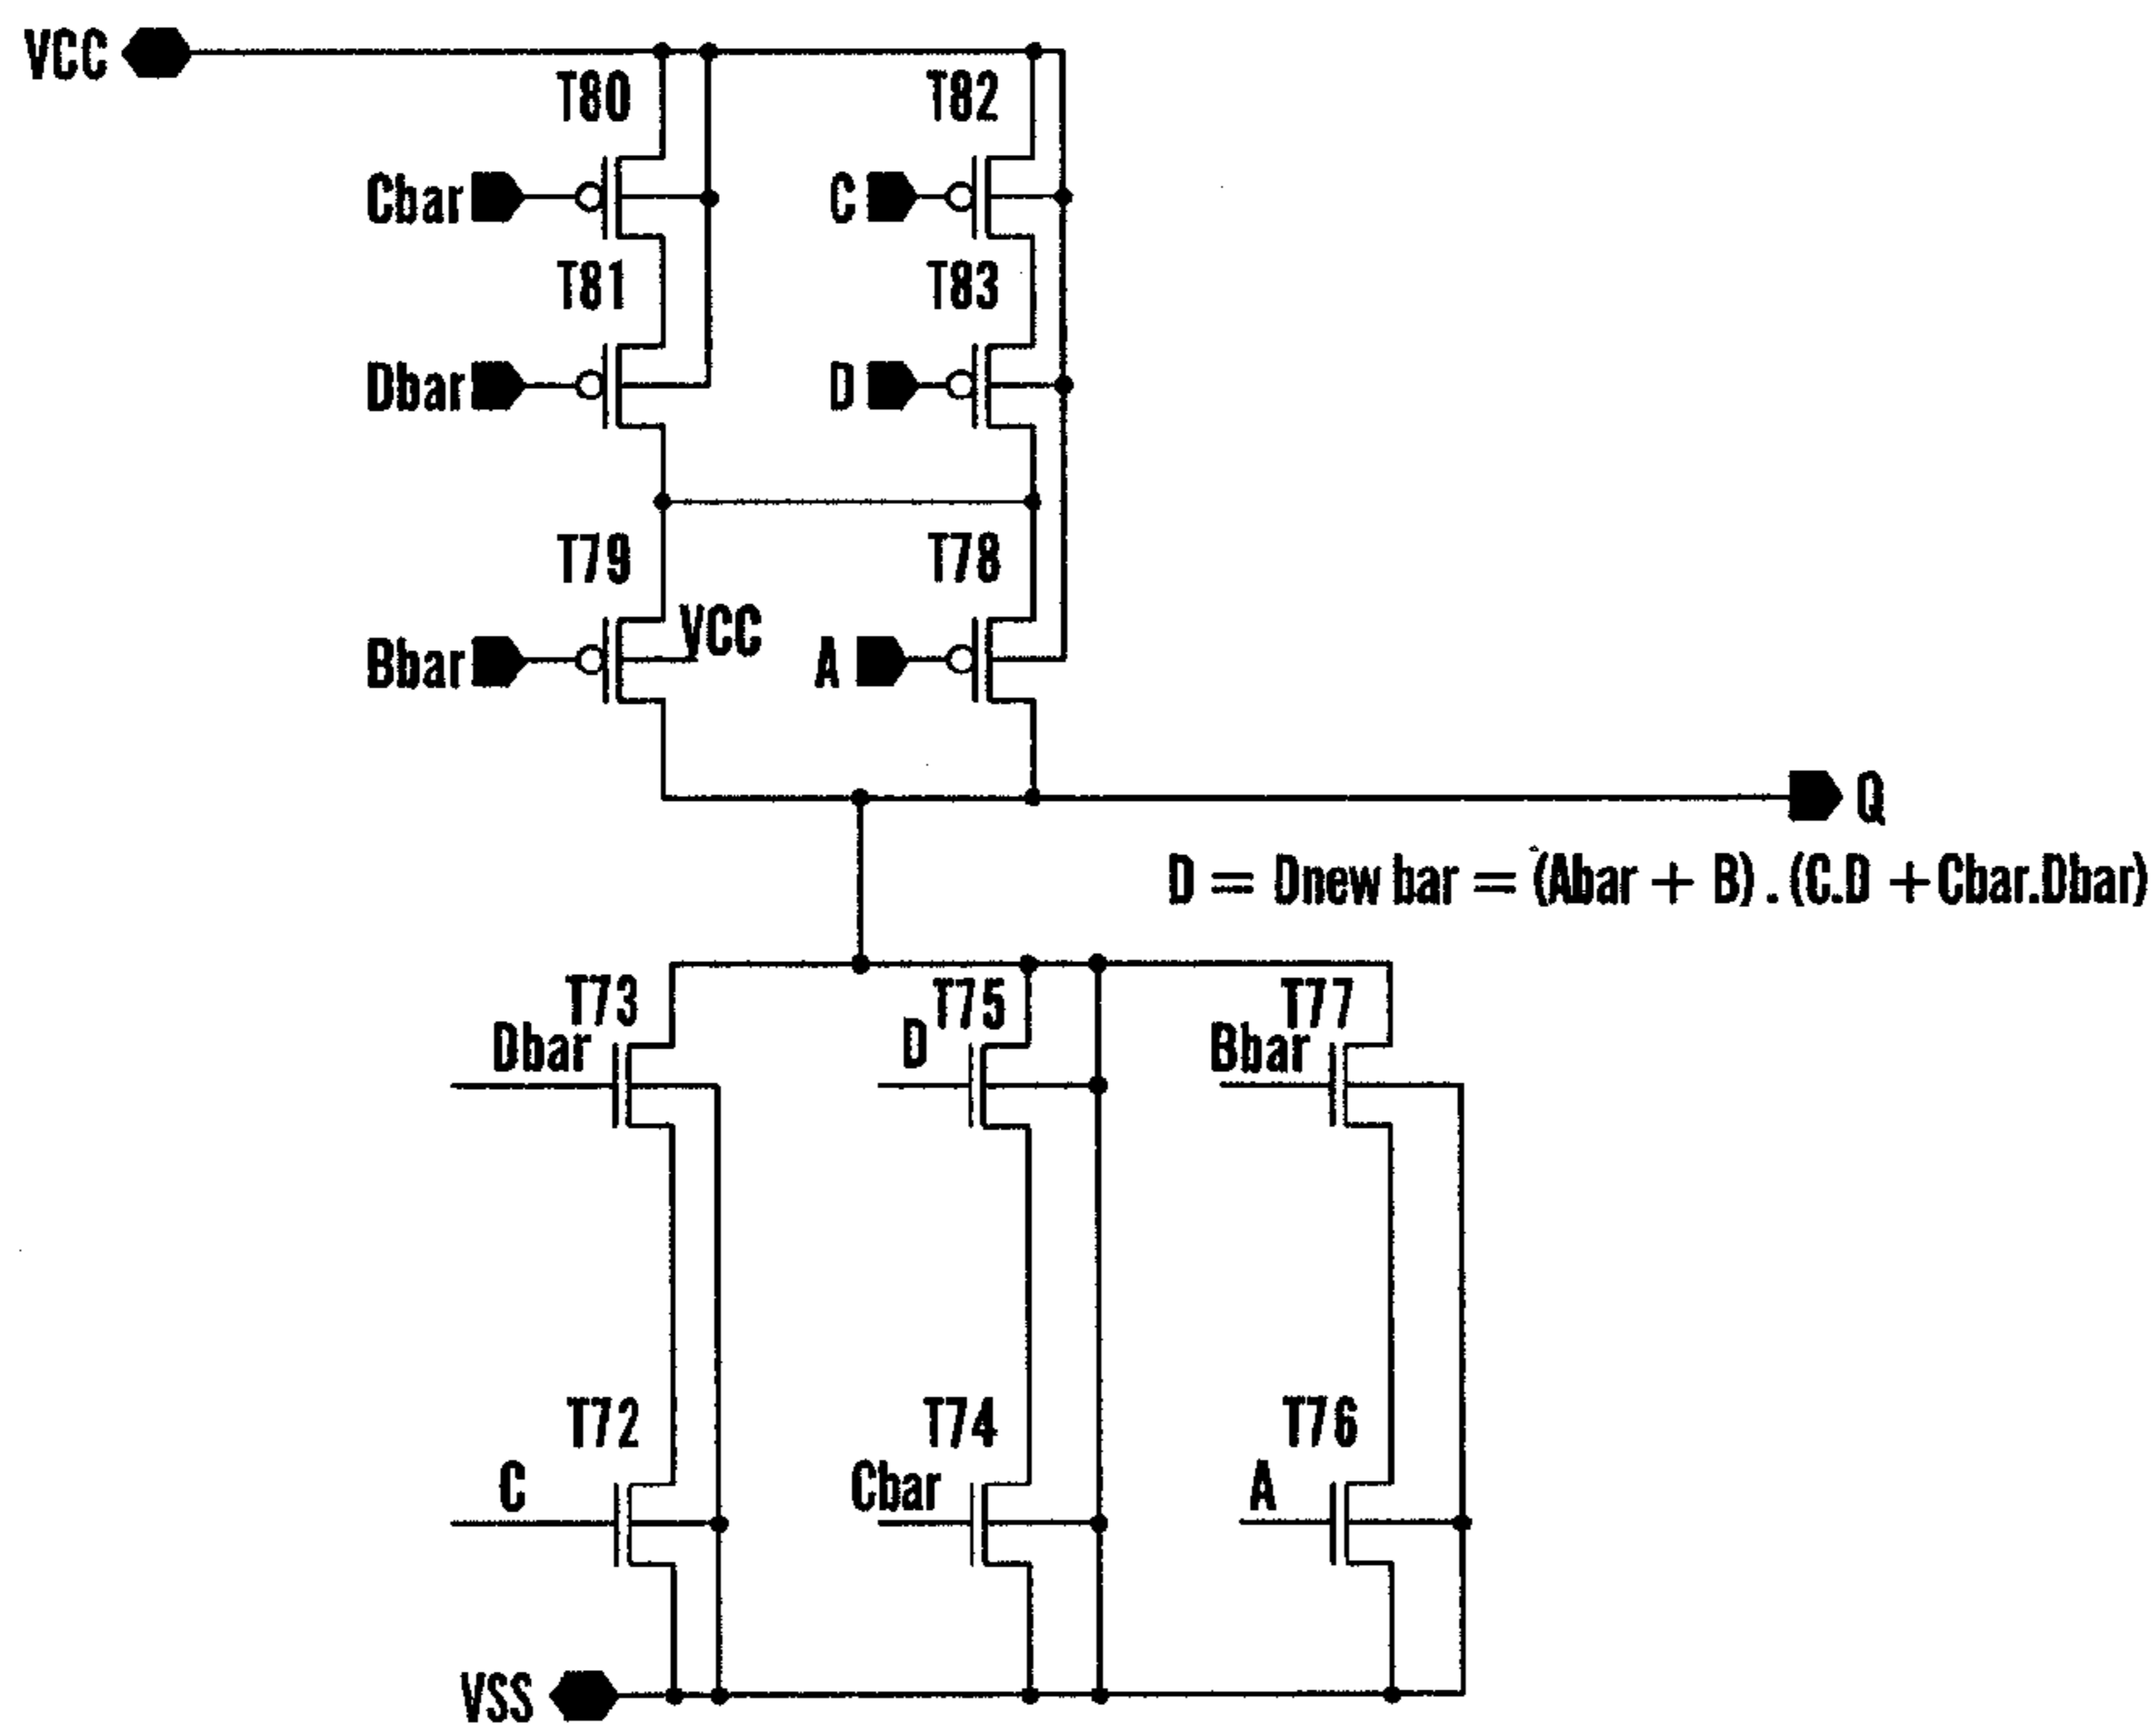 VCC
T80
T82
Cbar
C
T81
T83
Dbar
D
T79
T78
VCC
Bbar
A
Q
D = Dnew bar = (Abar + B) . (C.D + Cbar.Dbar)
T73
T75
T77
Dbar
D
Bbar
T72
T74
T76
C
Cbar
A
VSS